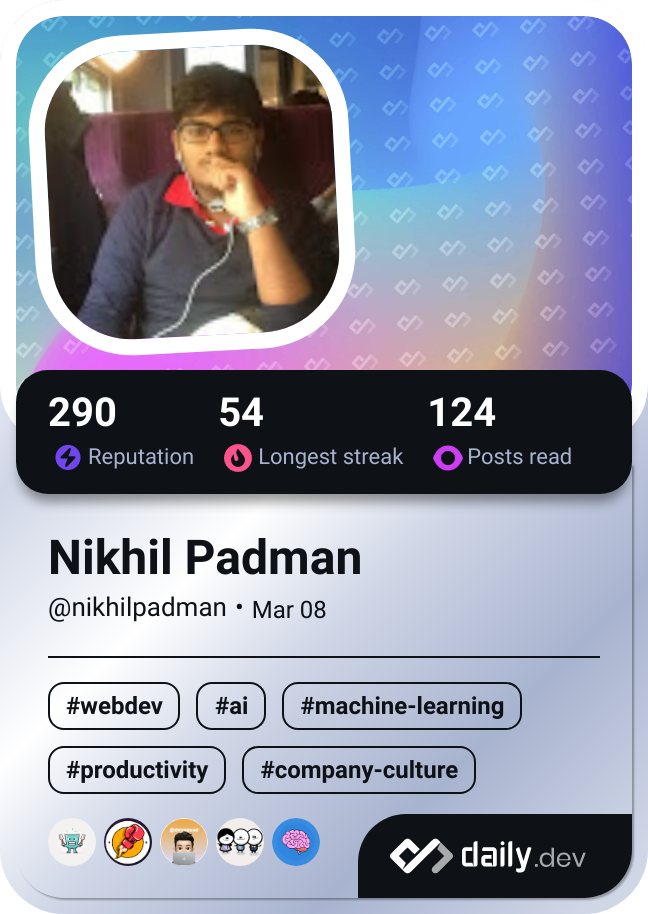 290 54 124
Reputation Longest streak Posts read
Nikhil Padman
@nikhilpadman • Mar 08
#webdev #ai #machine-learning
#productivity #company-culture
daily.dev